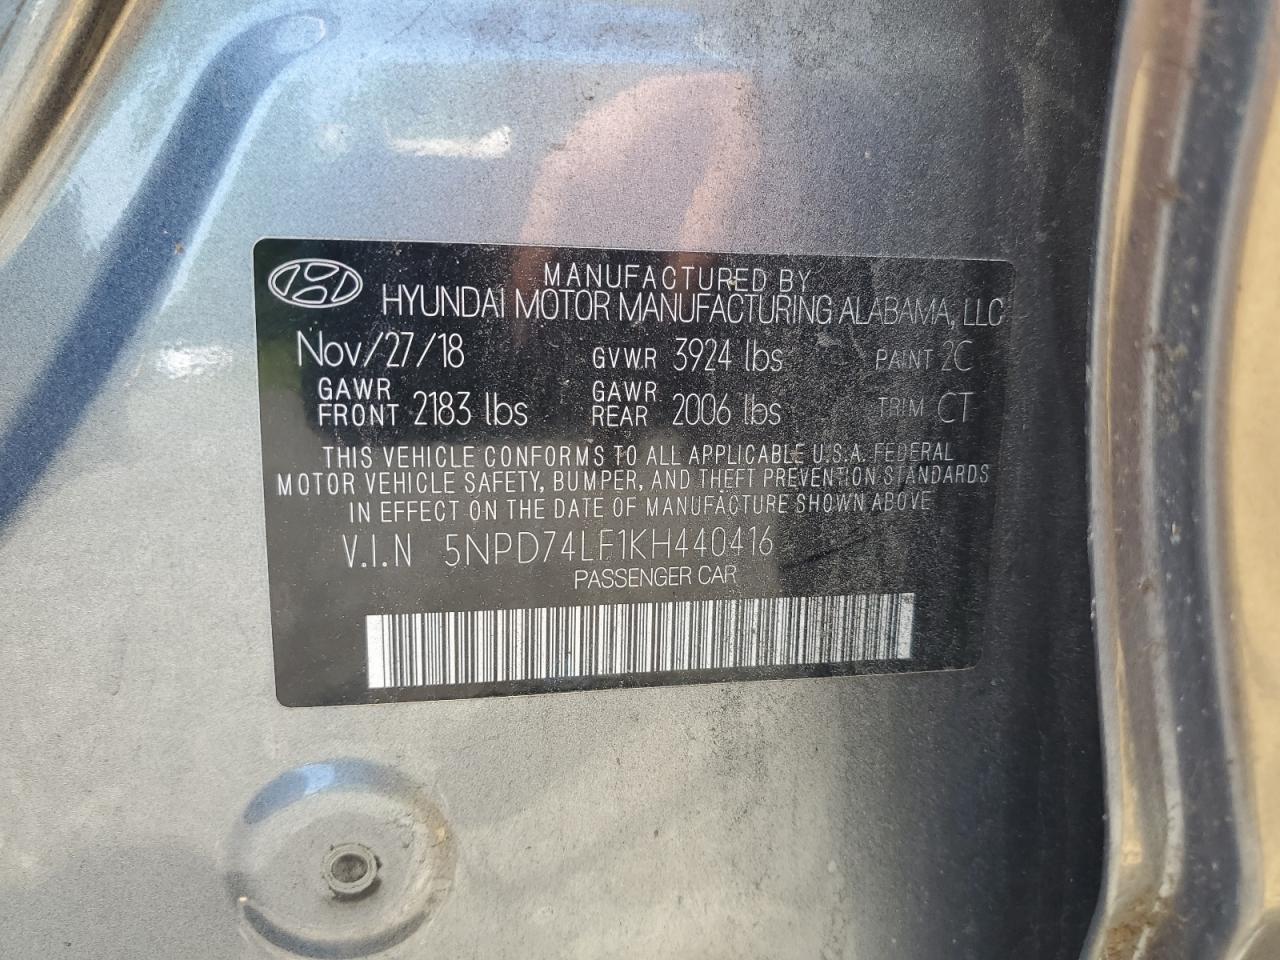 MANUFACTURED BY
HYUNDAI MOTOR MANUFACTURING ALABAMA, LLC
Nov/27/18 GVWR 3924 lbs PAINT 2C
GAWR FRONT 2183 lbs GAWR REAR 2006 lbs TRIM CT
THIS VEHICLE CONFORMS TO ALL APPLICABLE U.S.A. FEDERAL
MOTOR VEHICLE SAFETY, BUMPER, AND THEFT PREVENTION STANDARDS
IN EFFECT ON THE DATE OF MANUFACTURE SHOWN ABOVE
V.I.N 5NPD74LF1KH440416
PASSENGER CAR